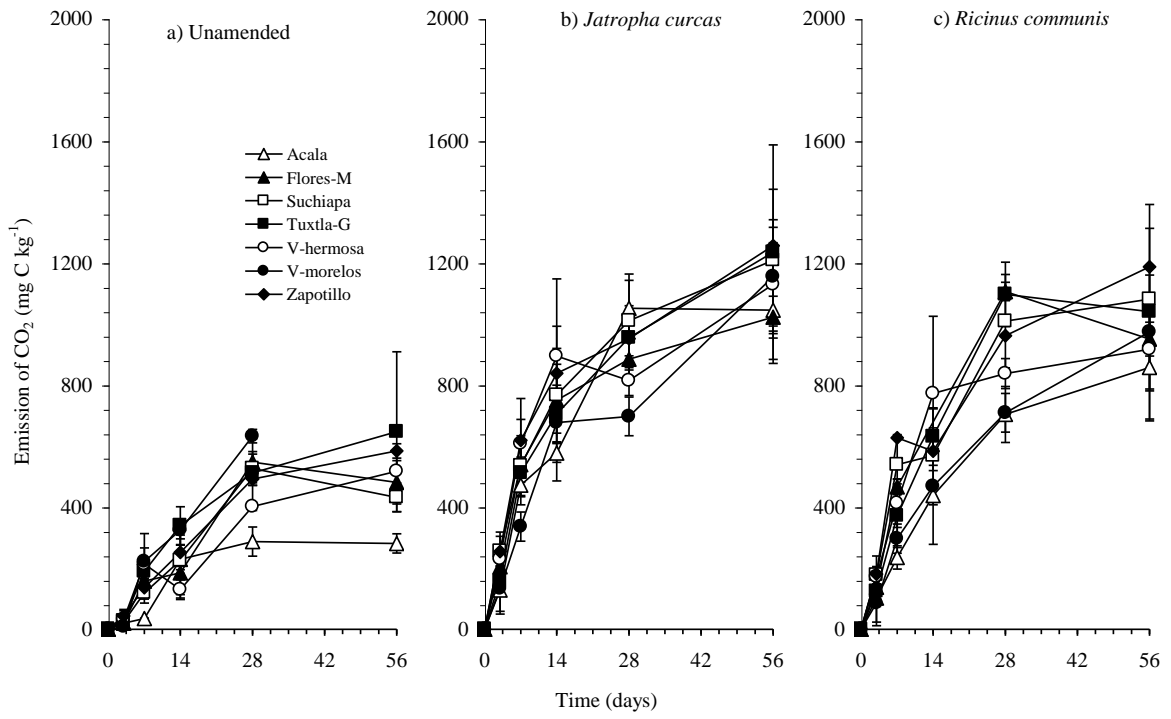 a) Unamended
b) Jatropha curcas
c) Ricinus communis
2000
1600
1200
800
400
0
2000
1600
1200
800
400
0
2000
1600
1200
800
400
0
Acala
Flores-M
Suchiapa
Tuxtla-G
V-hermosa
V-morelos
Zapotillo
Emission of CO₂ (mg C kg⁻¹)
0 14 28 42 56
0 14 28 42 56
0 14 28 42 56
Time (days)